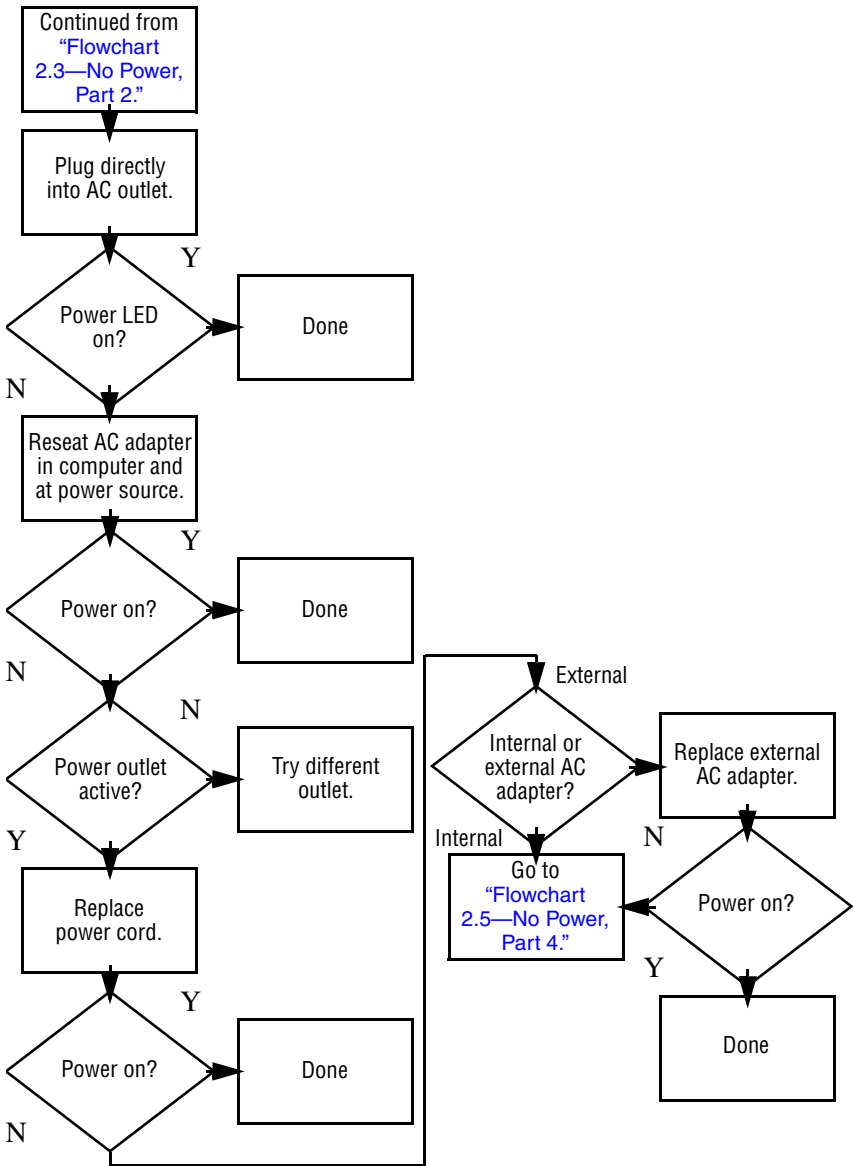 Continued from
“Flowchart
2.3—No Power,
Part 2.”
Plug directly
into AC outlet.
Y
Power LED
on?
Done
N
Reseat AC adapter
in computer and
at power source.
Y
Power on?
Done
N
N
Power outlet
active?
Try different
outlet.
Y
Replace
power cord.
Y
Power on?
Done
N
External
Internal or
external AC
adapter?
Replace external
AC adapter.
Internal
N
Go to
“Flowchart
2.5—No Power,
Part 4.”
Power on?
Y
Done